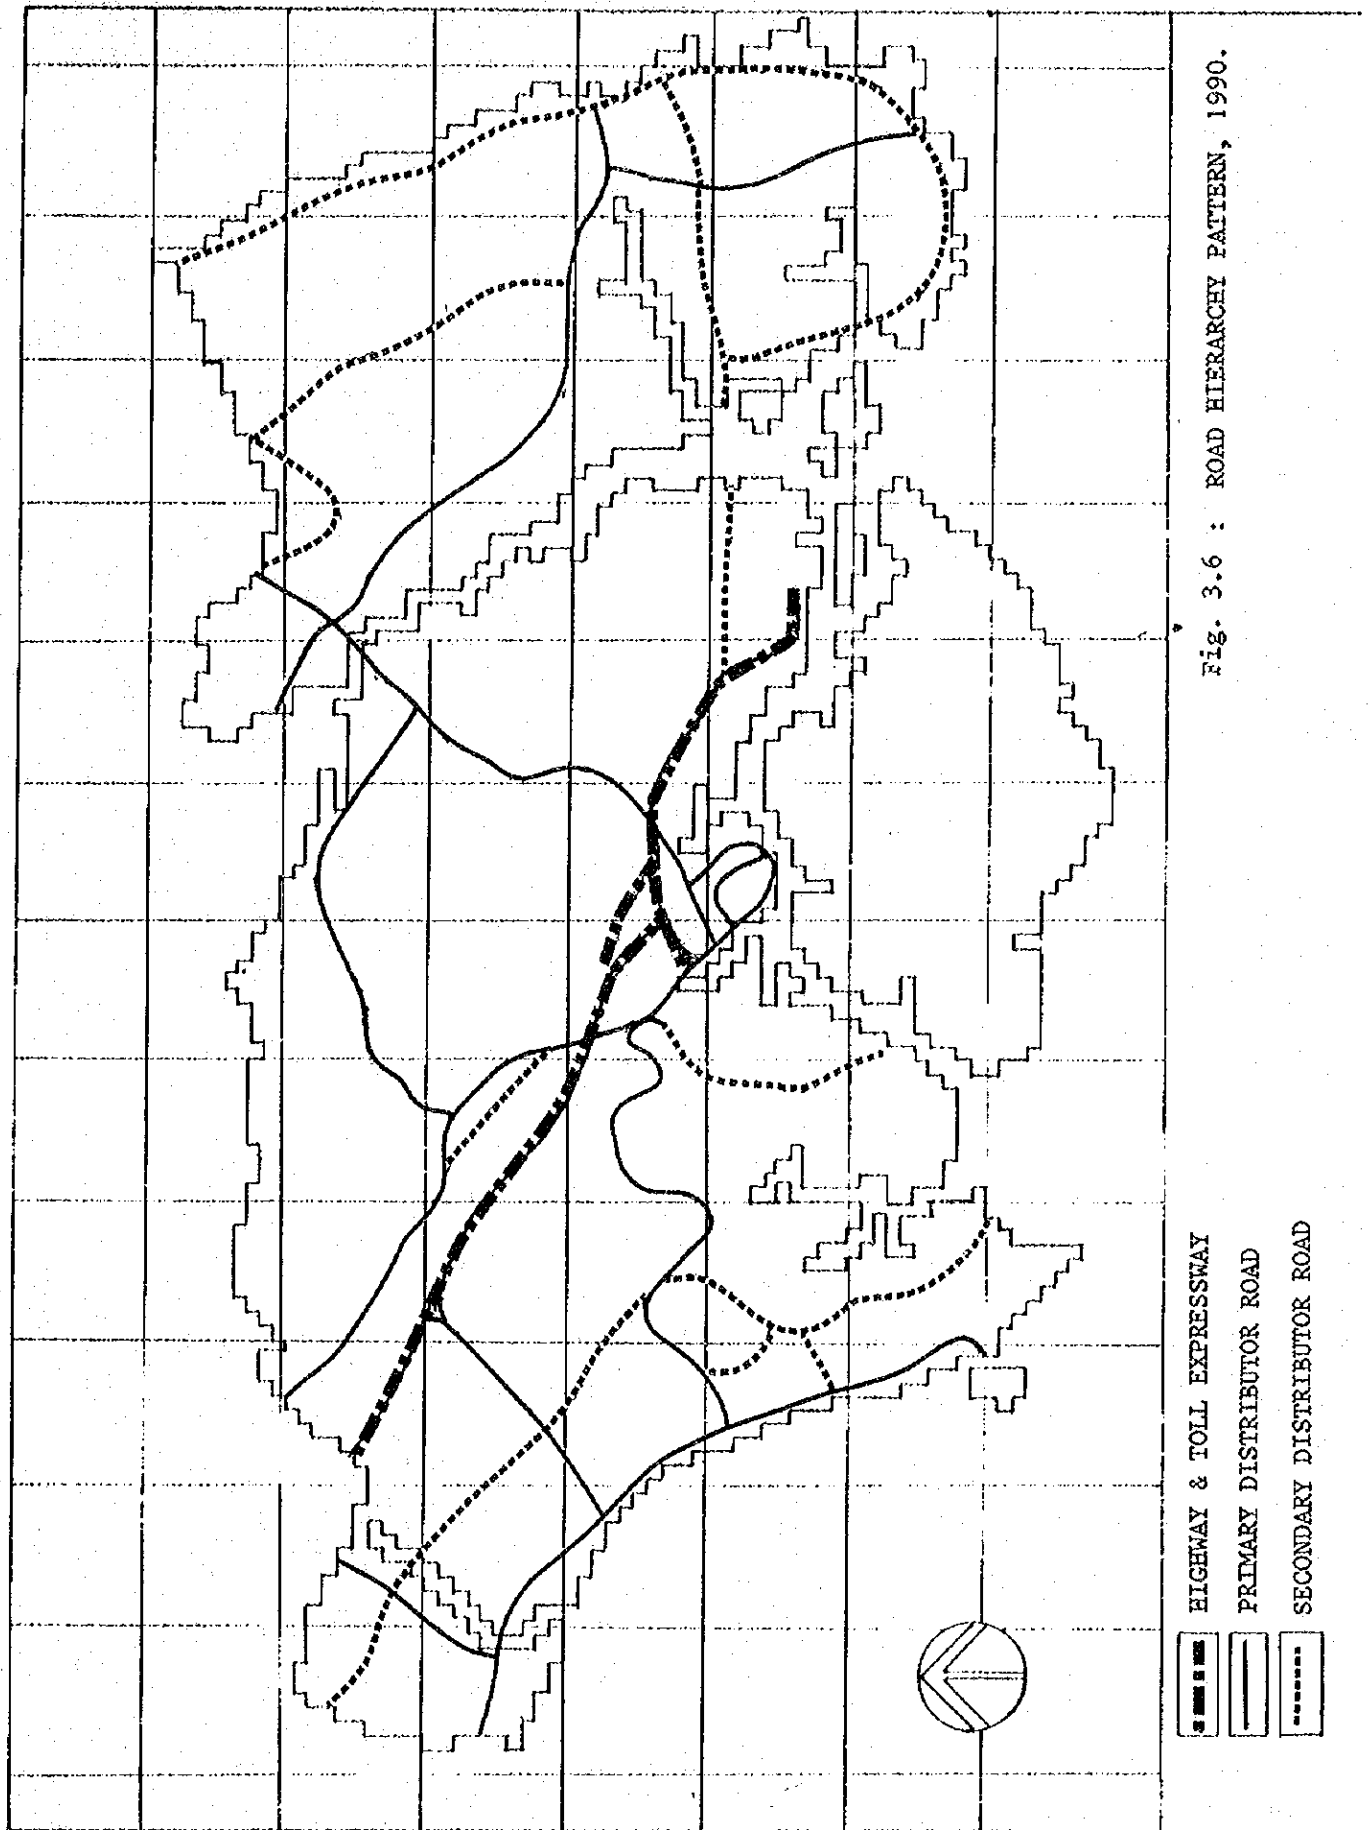 Fig. 3.6 : ROAD HIERARCHY PATTERN, 1990.
HIGHWAY & TOLL EXPRESSWAY
PRIMARY DISTRIBUTOR ROAD
SECONDARY DISTRIBUTOR ROAD